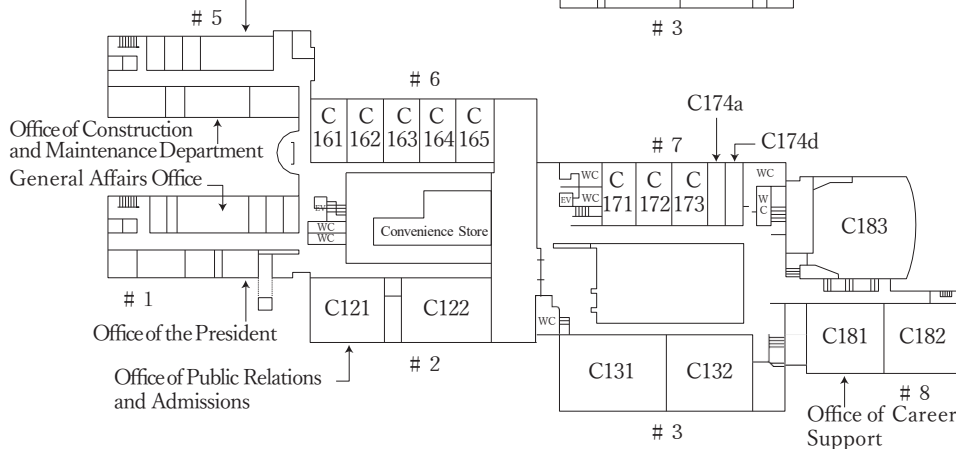 # 3
# 5
# 6
C174a
C
161
C
162
C
163
C
164
C
165
Office of Construction
and Maintenance Department
# 7
C174d
General Affairs Office
WC
WC
EV
C
171
C
172
C
173
WC
W
C
C183
EV
WC
WC
Convenience Store
# 1
C121
C122
WC
Office of the President
# 2
C131
C132
C181
C182
Office of Public Relations
and Admissions
# 8
Office of Career
Support
# 3